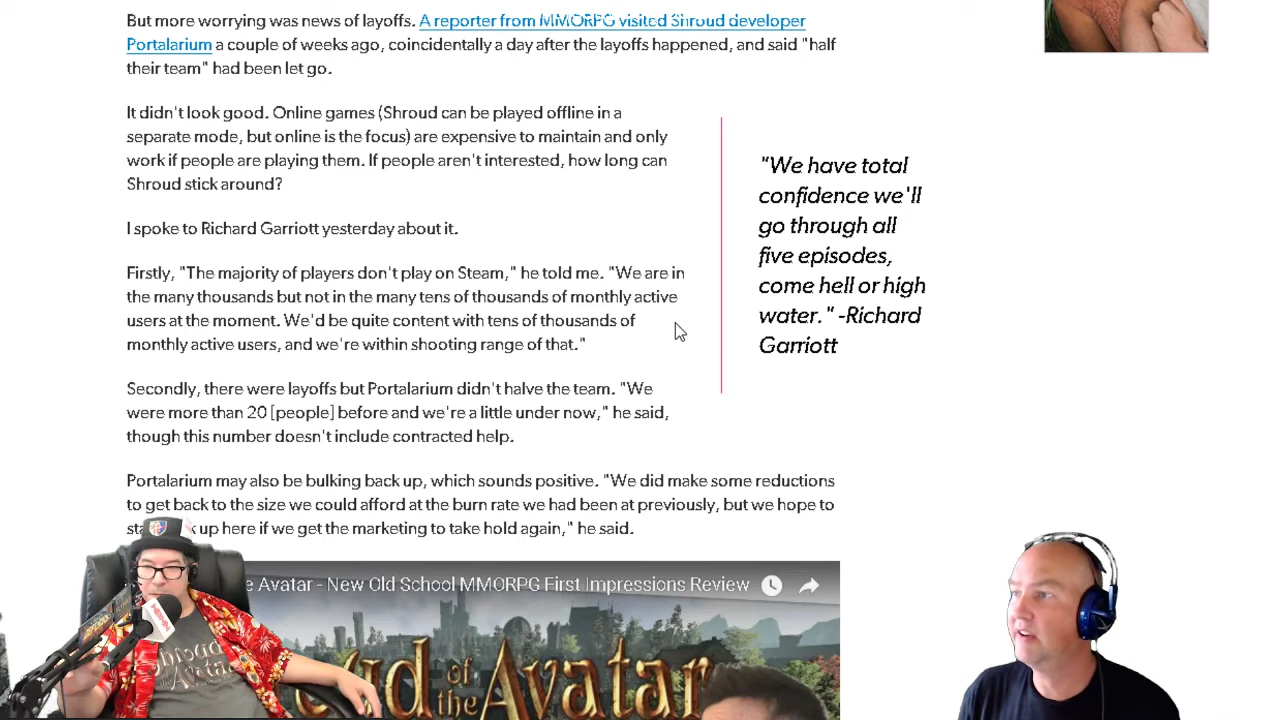 But more worrying was news of layoffs. A reporter from MMORPG visited Shroud developer
Portalarium a couple of weeks ago, coincidentally a day after the layoffs happened, and said "half
their team" had been let go.
It didn't look good. Online games (Shroud can be played offline in a
separate mode, but online is the focus) are expensive to maintain and only
work if people are playing them. If people aren't interested, how long can
Shroud stick around?
I spoke to Richard Garriott yesterday about it.
Firstly, "The majority of players don't play on Steam," he told me. "We are in
the many thousands but not in the many tens of thousands of monthly active
users at the moment. We'd be quite content with tens of thousands of
monthly active users, and we're within shooting range of that."
Secondly, there were layoffs but Portalarium didn't halve the team. "We
were more than 20 [people] before and we're a little under now," he said,
though this number doesn't include contracted help.
Portalarium may also be bulking back up, which sounds positive. "We did make some reductions
to get back to the size we could afford at the burn rate we had been at previously, but we hope to
up here if we get the marketing to take hold again," he said.
"We have total
confidence we'll
go through all
five episodes,
come hell or high
water." -Richard
Garriott
e Avatar - New Old School MMORPG First Impressions Review
of the Avatar